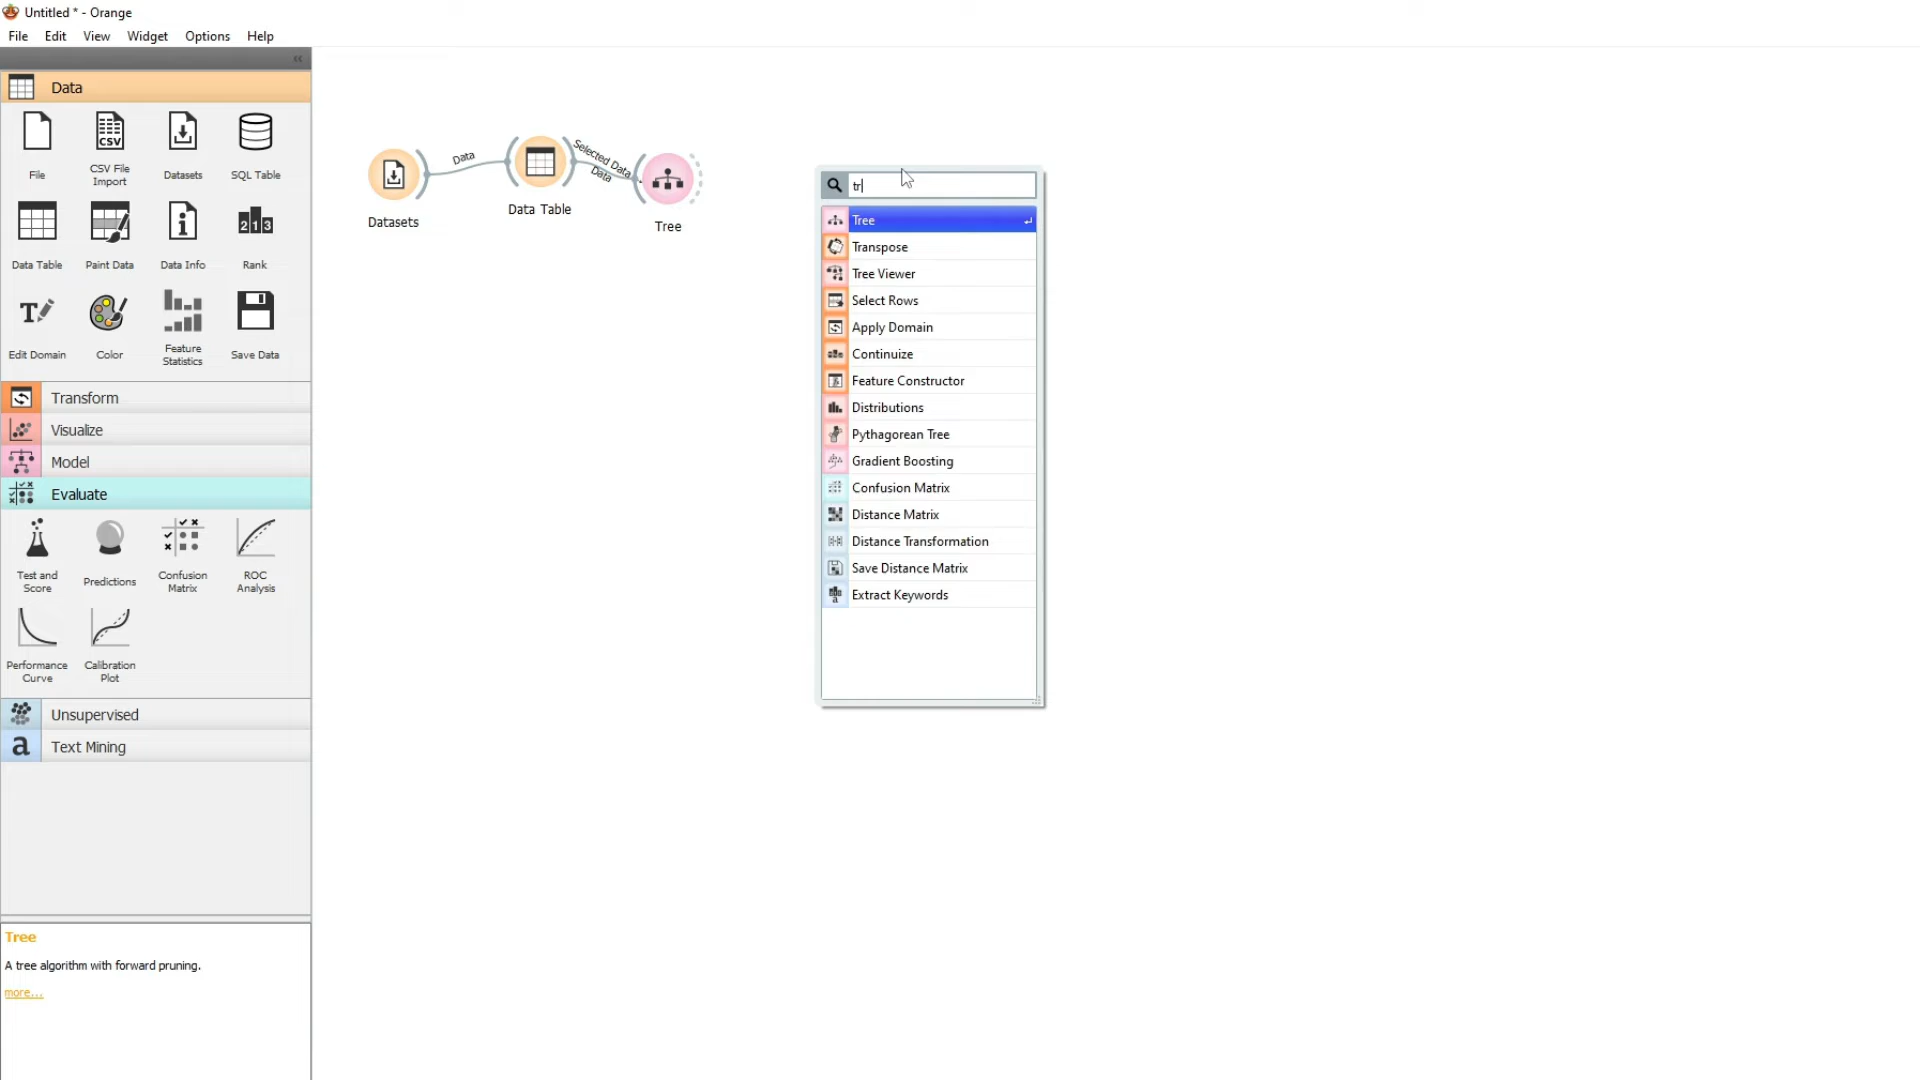 Untitled * - Orange
File Edit View Widget Options Help
«
Data
File
CSV File
Import
Datasets
SQL Table
Data Table
Paint Data
Data Info
Rank
Edit Domain
Color
Feature
Statistics
Save Data
Transform
Visualize
Model
Evaluate
Test and
Score
Predictions
Confusion
Matrix
ROC
Analysis
Performance
Curve
Calibration
Plot
Unsupervised
a Text Mining
Tree
A tree algorithm with forward pruning.
more...
Datasets
Data
Data Table
Selected Data
Data
Tree
tr
Tree
Transpose
Tree Viewer
Select Rows
Apply Domain
Continuize
Feature Constructor
Distributions
Pythagorean Tree
Gradient Boosting
Confusion Matrix
Distance Matrix
Distance Transformation
Save Distance Matrix
Extract Keywords